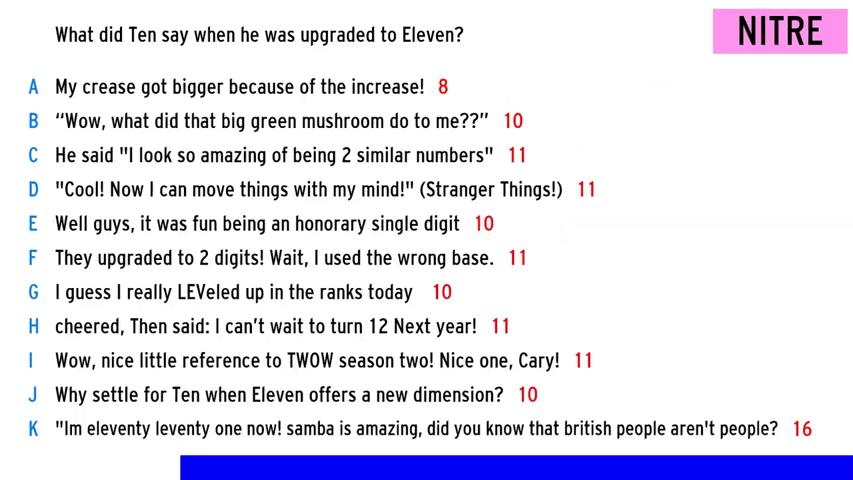 What did Ten say when he was upgraded to Eleven?
NITRE
A My crease got bigger because of the increase! 8
B “Wow, what did that big green mushroom do to me??” 10
C He said "I look so amazing of being 2 similar numbers" 11
D "Cool! Now I can move things with my mind!" (Stranger Things!) 11
E Well guys, it was fun being an honorary single digit 10
F They upgraded to 2 digits! Wait, I used the wrong base. 11
G I guess I really LEVeled up in the ranks today 10
H cheered, Then said: I can’t wait to turn 12 Next year! 11
I Wow, nice little reference to TWOW season two! Nice one, Cary! 11
J Why settle for Ten when Eleven offers a new dimension? 10
K "Im eleventy leventy one now! samba is amazing, did you know that british people aren't people? 16